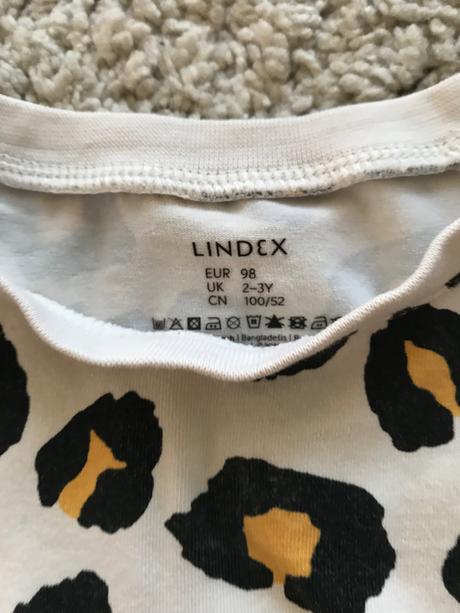 LINDEX
EUR 98
UK 2-3Y
CN 100/52
Bangladesh